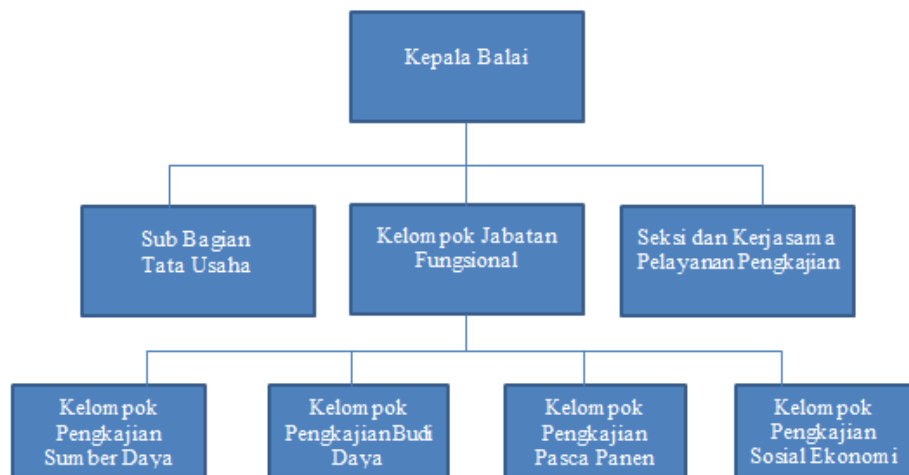 Kepala Balai
Sub Bagian
Tata Usaha
Kelompok Jabatan
Fungsional
Seksi dan Kerjasama
Pelayanan Pengkajian
Kelompok
Pengkajian
Sumber Daya
Kelompok
Pengkajian Budi
Daya
Kelompok
Pengkajian
Pasca Panen
Kelompok
Pengkajian
Sosial Ekonomi